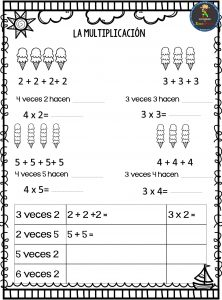 LA MULTIPLICACIÓN
2 + 2 + 2+ 2
3 + 3 + 3
4 veces 2 hacen
3 veces 3 hacen
4 x 2=
3 x 3=
5 + 5 + 5+ 5
4 + 4 + 4
4 veces 5 hacen
3 veces 4 hacen
4 x 5=
3 x 4=
3 veces 2
2 + 2 +2=
3 x 2=
2 veces 5
5 + 5=
5 veces 2
6 veces 2